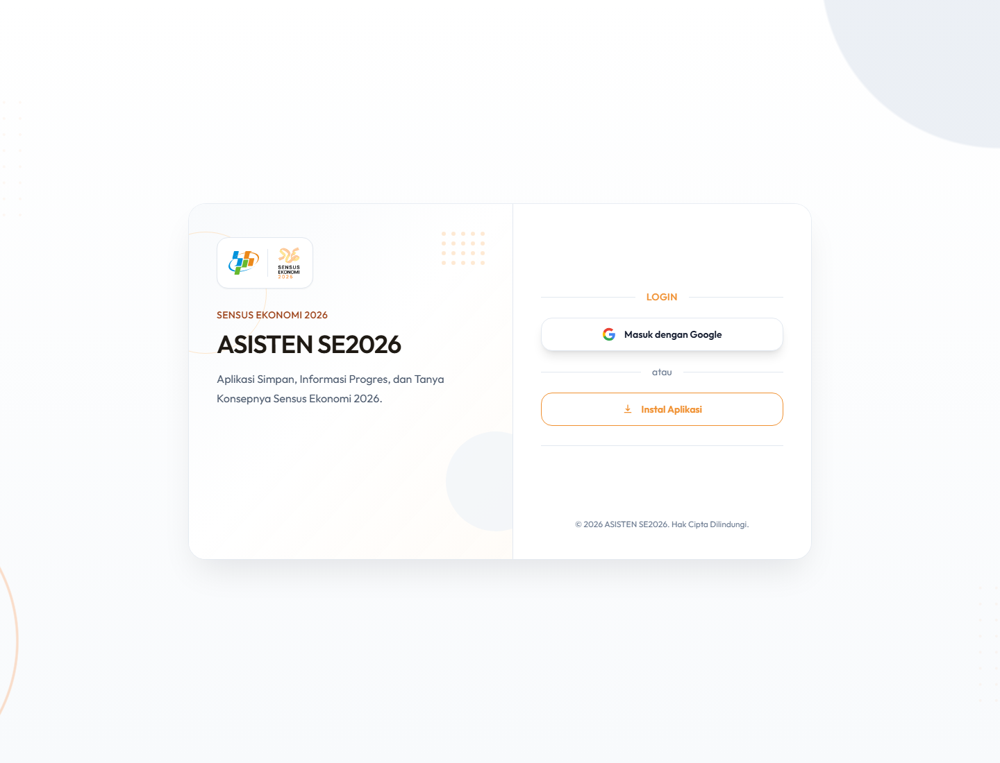 SENSUS
EKONOMI
2026
SENSUS EKONOMI 2026
ASISTEN SE2026
Aplikasi Simpan, Informasi Progres, dan Tanya
Konsepnya Sensus Ekonomi 2026.
LOGIN
Masuk dengan Google
atau
Instal Aplikasi
© 2026 ASISTEN SE2026. Hak Cipta Dilindungi.